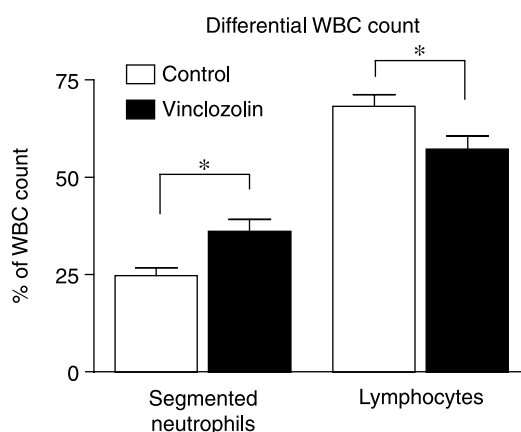 Differential WBC count
Control
Vinclozolin
*
*
% of WBC count
75
50
25
0
Segmented
neutrophils
Lymphocytes